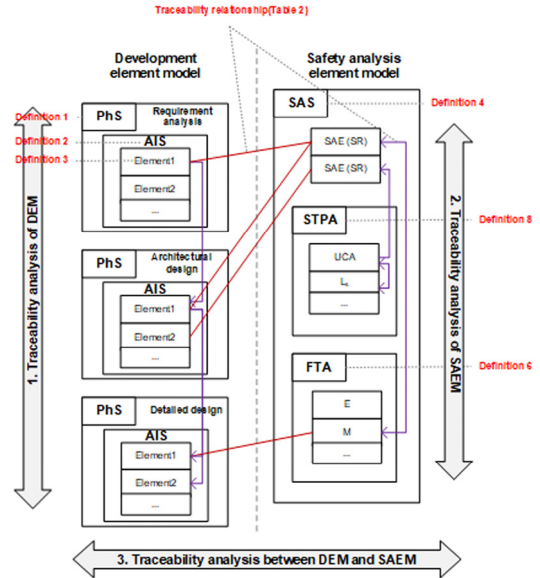 Traceability relationship(Table 2)
Development
element model
Safety analysis
element model
Definition 1
PhS
Requirement
analysis
Definition 2
AIS
Definition 3
Element1
Element2
...
PhS
Architectural
design
AIS
Element1
Element2
...
PhS
Detailed design
AIS
Element1
Element2
...
SAS
Definition 4
SAE (SR)
SAE (SR)
STPA
Definition 8
UCA
...
FTA
Definition 6
E
M
...
1. Traceability analysis of DEM
2. Traceability analysis
of SAEM
3. Traceability analysis between DEM and SAEM